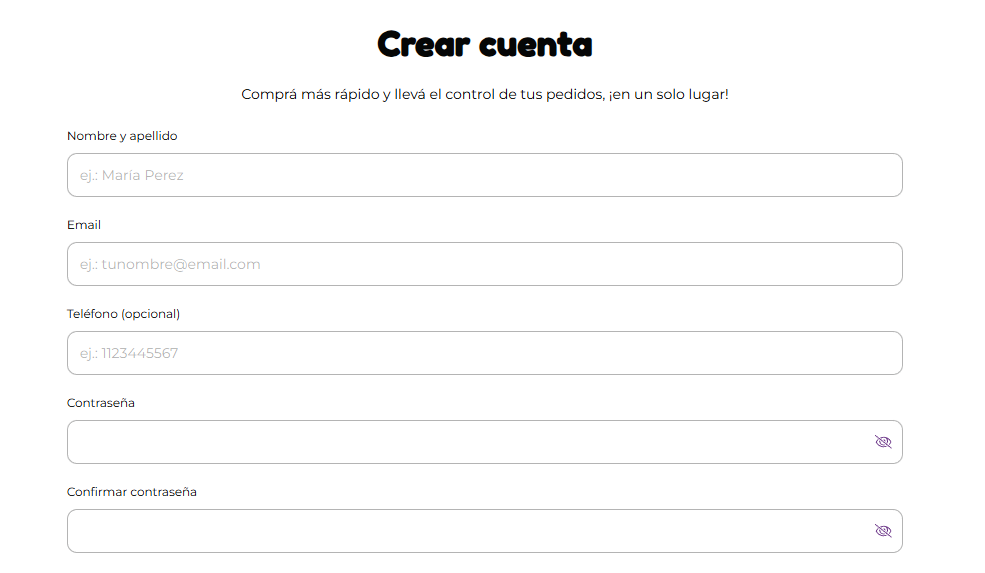 Crear cuenta
Comprá más rápido y llevá el control de tus pedidos, ¡en un solo lugar!
Nombre y apellido
ej.: María Perez
Email
ej.: tunombre@email.com
Teléfono (opcional)
ej.: 1123445567
Contraseña
Confirmar contraseña